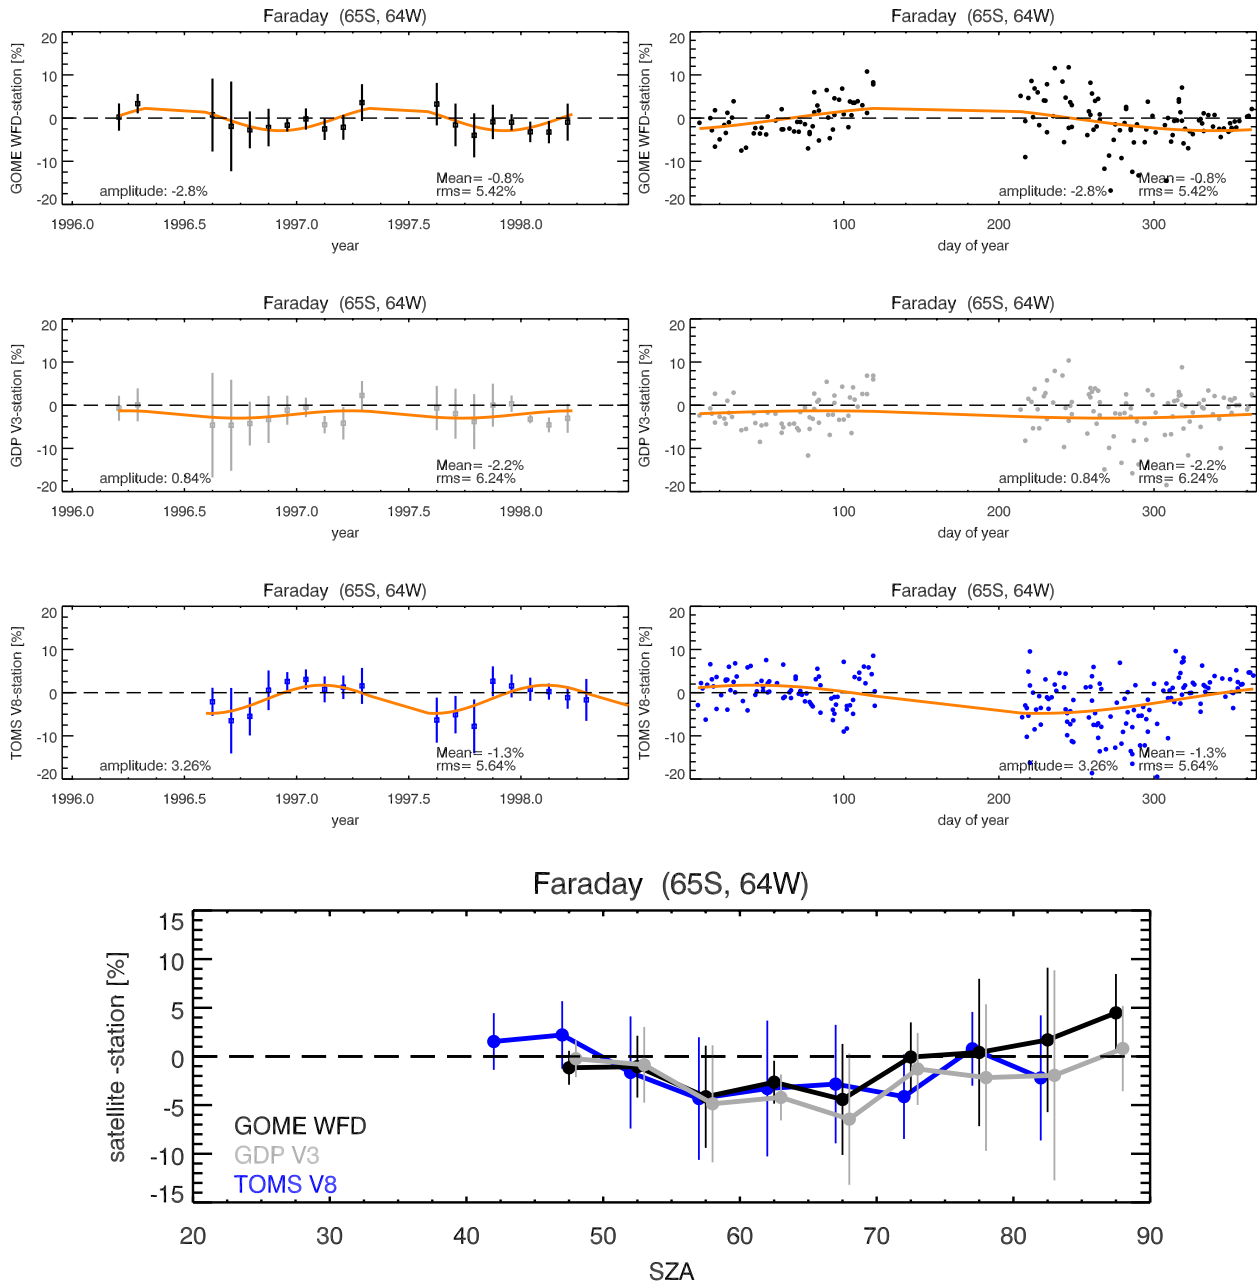 Faraday (65S, 64W)
GOME WFD-station [%]
20
10
0
-10
-20
amplitude: -2.8%
Mean= -0.8%
rms= 5.42%
1996.0 1996.5 1997.0 1997.5 1998.0
year
Faraday (65S, 64W)
GOME WFD-station [%]
20
10
0
-10
-20
amplitude: -2.8%
Mean= -0.8%
rms= 5.42%
100 200 300
day of year
Faraday (65S, 64W)
GDP V3-station [%]
20
10
0
-10
-20
amplitude: 0.84%
Mean= -2.2%
rms= 6.24%
1996.0 1996.5 1997.0 1997.5 1998.0
year
Faraday (65S, 64W)
GDP V3-station [%]
20
10
0
-10
-20
amplitude: 0.84%
Mean= -2.2%
rms= 6.24%
100 200 300
day of year
Faraday (65S, 64W)
TOMS V8-station [%]
20
10
0
-10
-20
amplitude: 3.26%
Mean= -1.3%
rms= 5.64%
1996.0 1996.5 1997.0 1997.5 1998.0
year
Faraday (65S, 64W)
TOMS V8-station [%]
20
10
0
-10
-20
amplitude= 3.26%
Mean= -1.3%
rms= 5.64%
100 200 300
day of year
Faraday (65S, 64W)
satellite -station [%]
15
10
5
0
-5
-10
-15
GOME WFD
GDP V3
TOMS V8
20 30 40 50 60 70 80 90
SZA